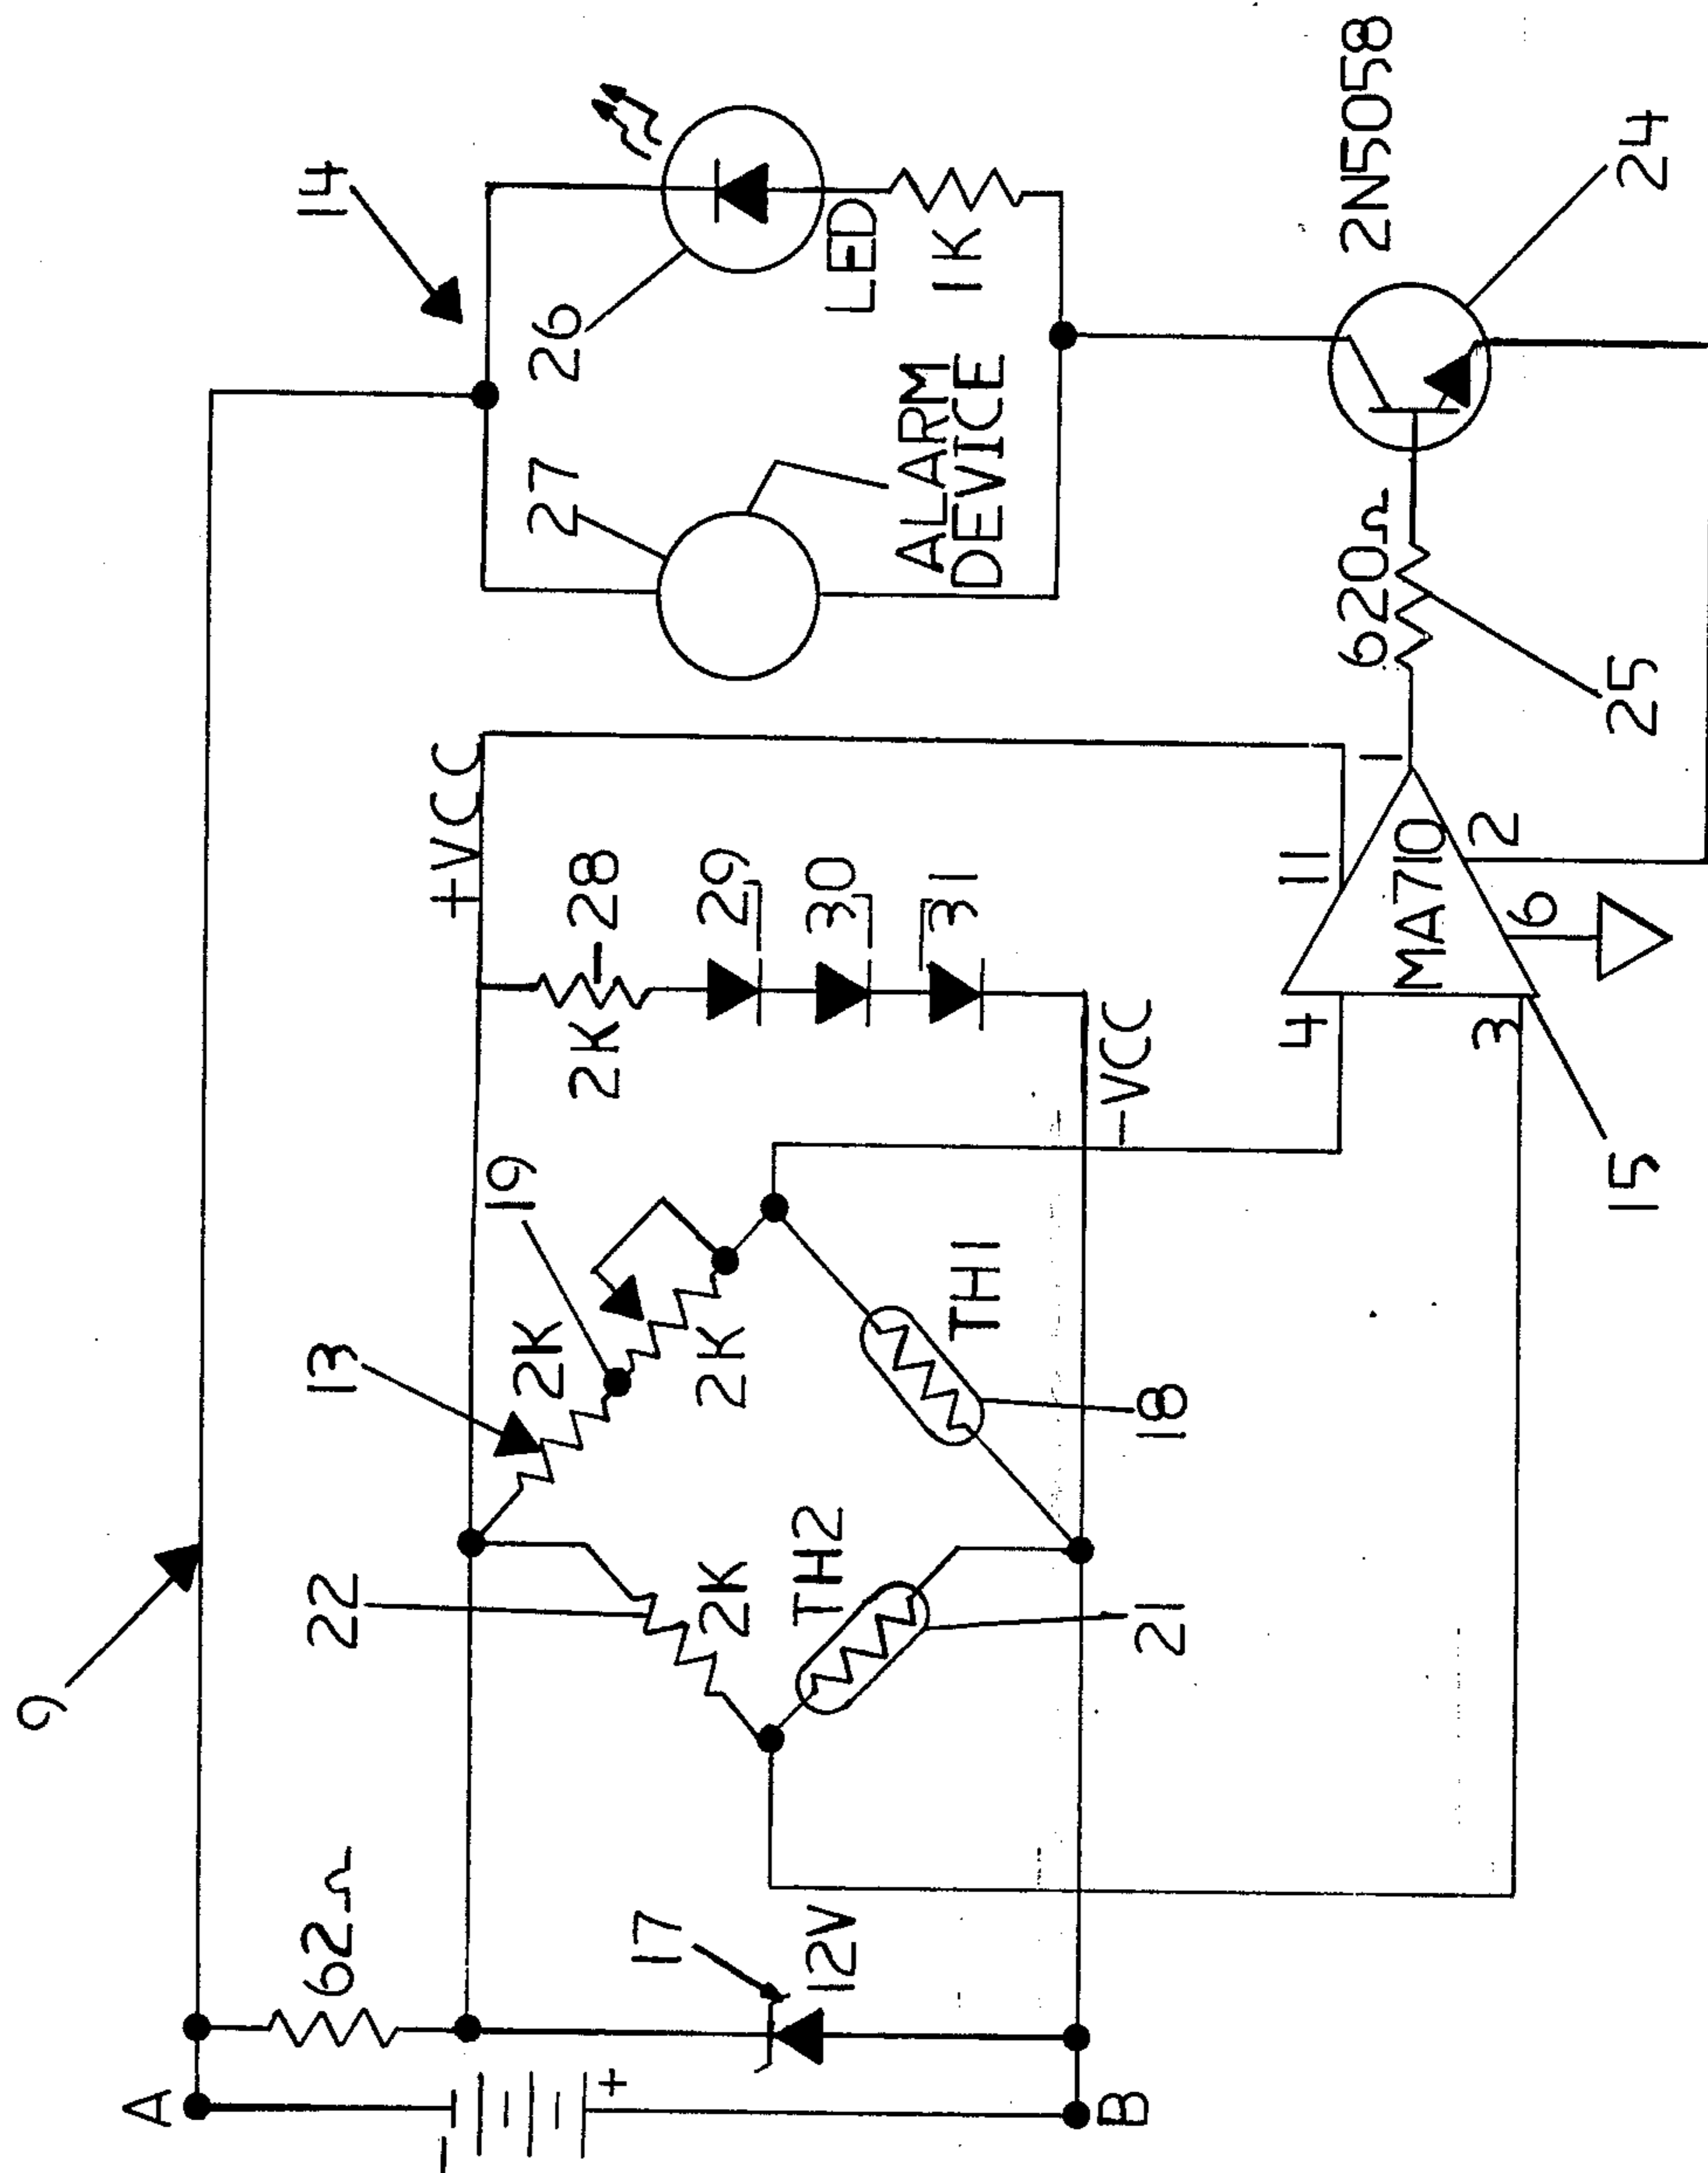 9
A
62Ω
-
+
B
17
12V
22
2K
TH2
21
13
2K
19
2K
TH1
18
+VCC
2K
28
29
30
31
-VCC
4
3
15
MA710
11
6
2
1
620Ω
25
14
27
26
LED
1K
ALARM
DEVICE
2N5058
24